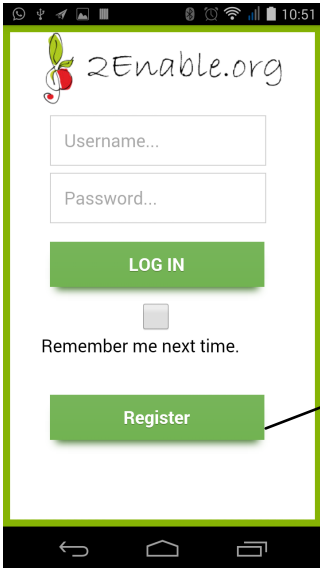 10:51
2Enable.org
Username...
Password...
LOG IN
Remember me next time.
Register